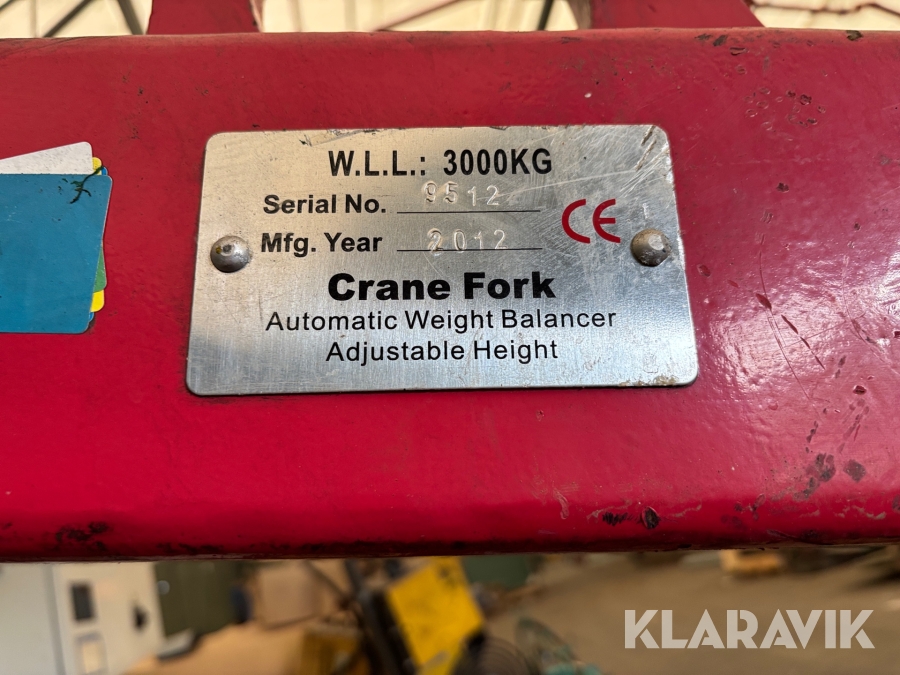 W.L.L.: 3000KG
Serial No. 9512
Mfg. Year 2012
CE
Crane Fork
Automatic Weight Balancer
Adjustable Height
KLARAVIK